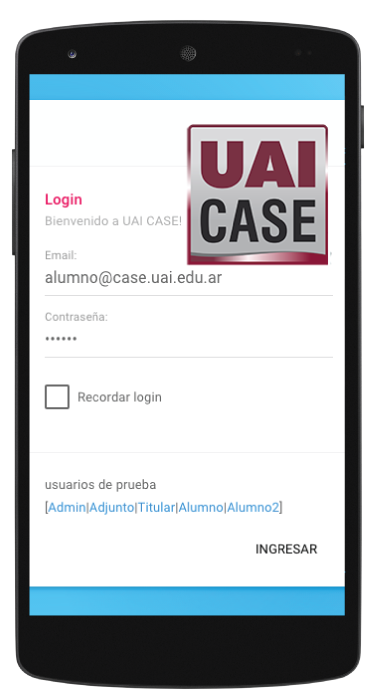 UAI
CASE
Login
Bienvenido a UAI CASE!
Email:
alumno@case.uai.edu.ar
Contraseña:
••••••
Recordar login
usuarios de prueba
[Admin|Adjunto|Titular|Alumno|Alumno2]
INGRESAR